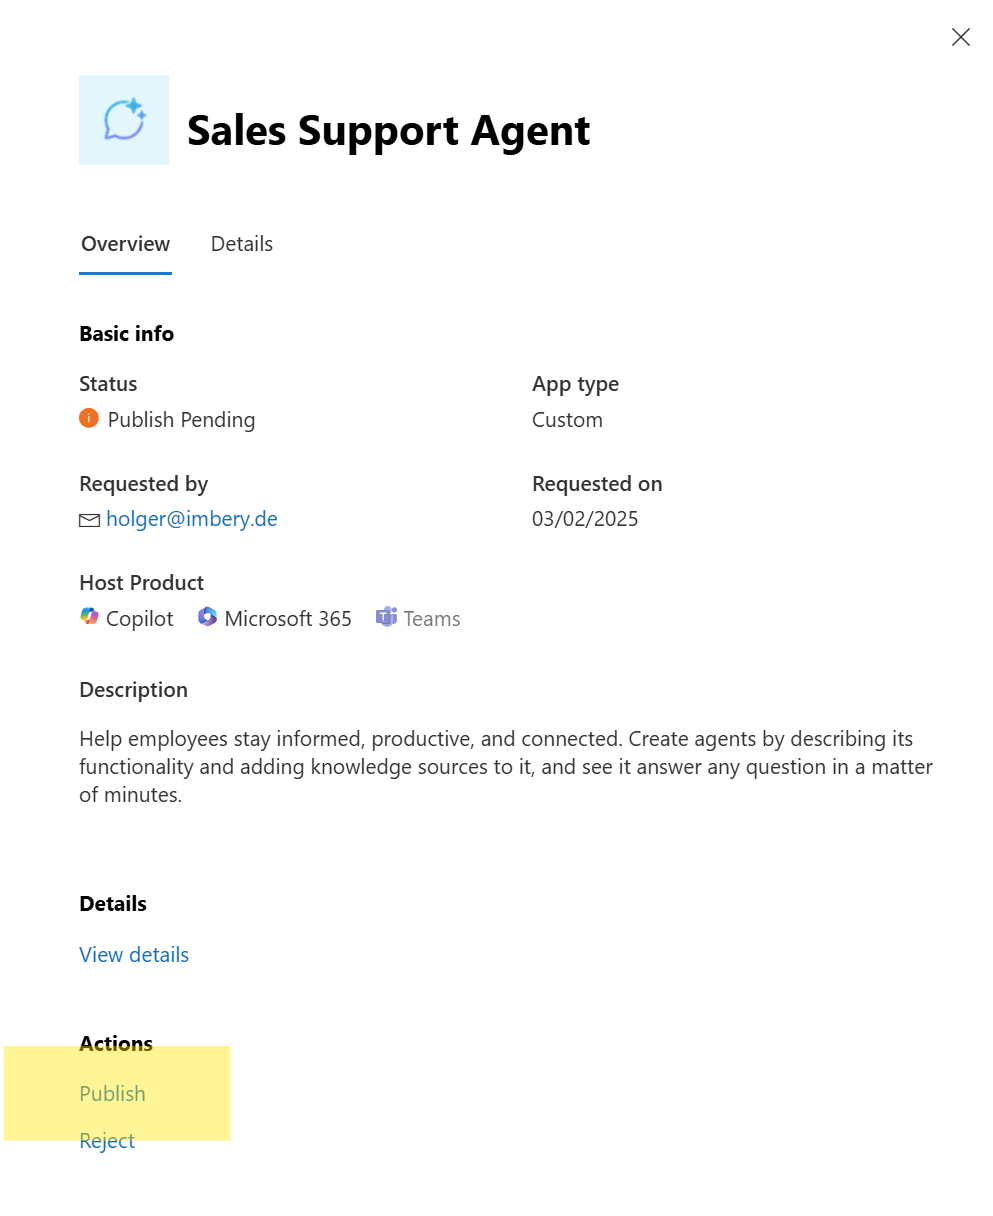 Sales Support Agent
Overview Details
Basic info
Status App type
Publish Pending Custom
Requested by Requested on
holger@imbery.de 03/02/2025
Host Product
Copilot Microsoft 365 Teams
Description
Help employees stay informed, productive, and connected. Create agents by describing its
functionality and adding knowledge sources to it, and see it answer any question in a matter
of minutes.
Details
View details
Actions
Publish
Reject